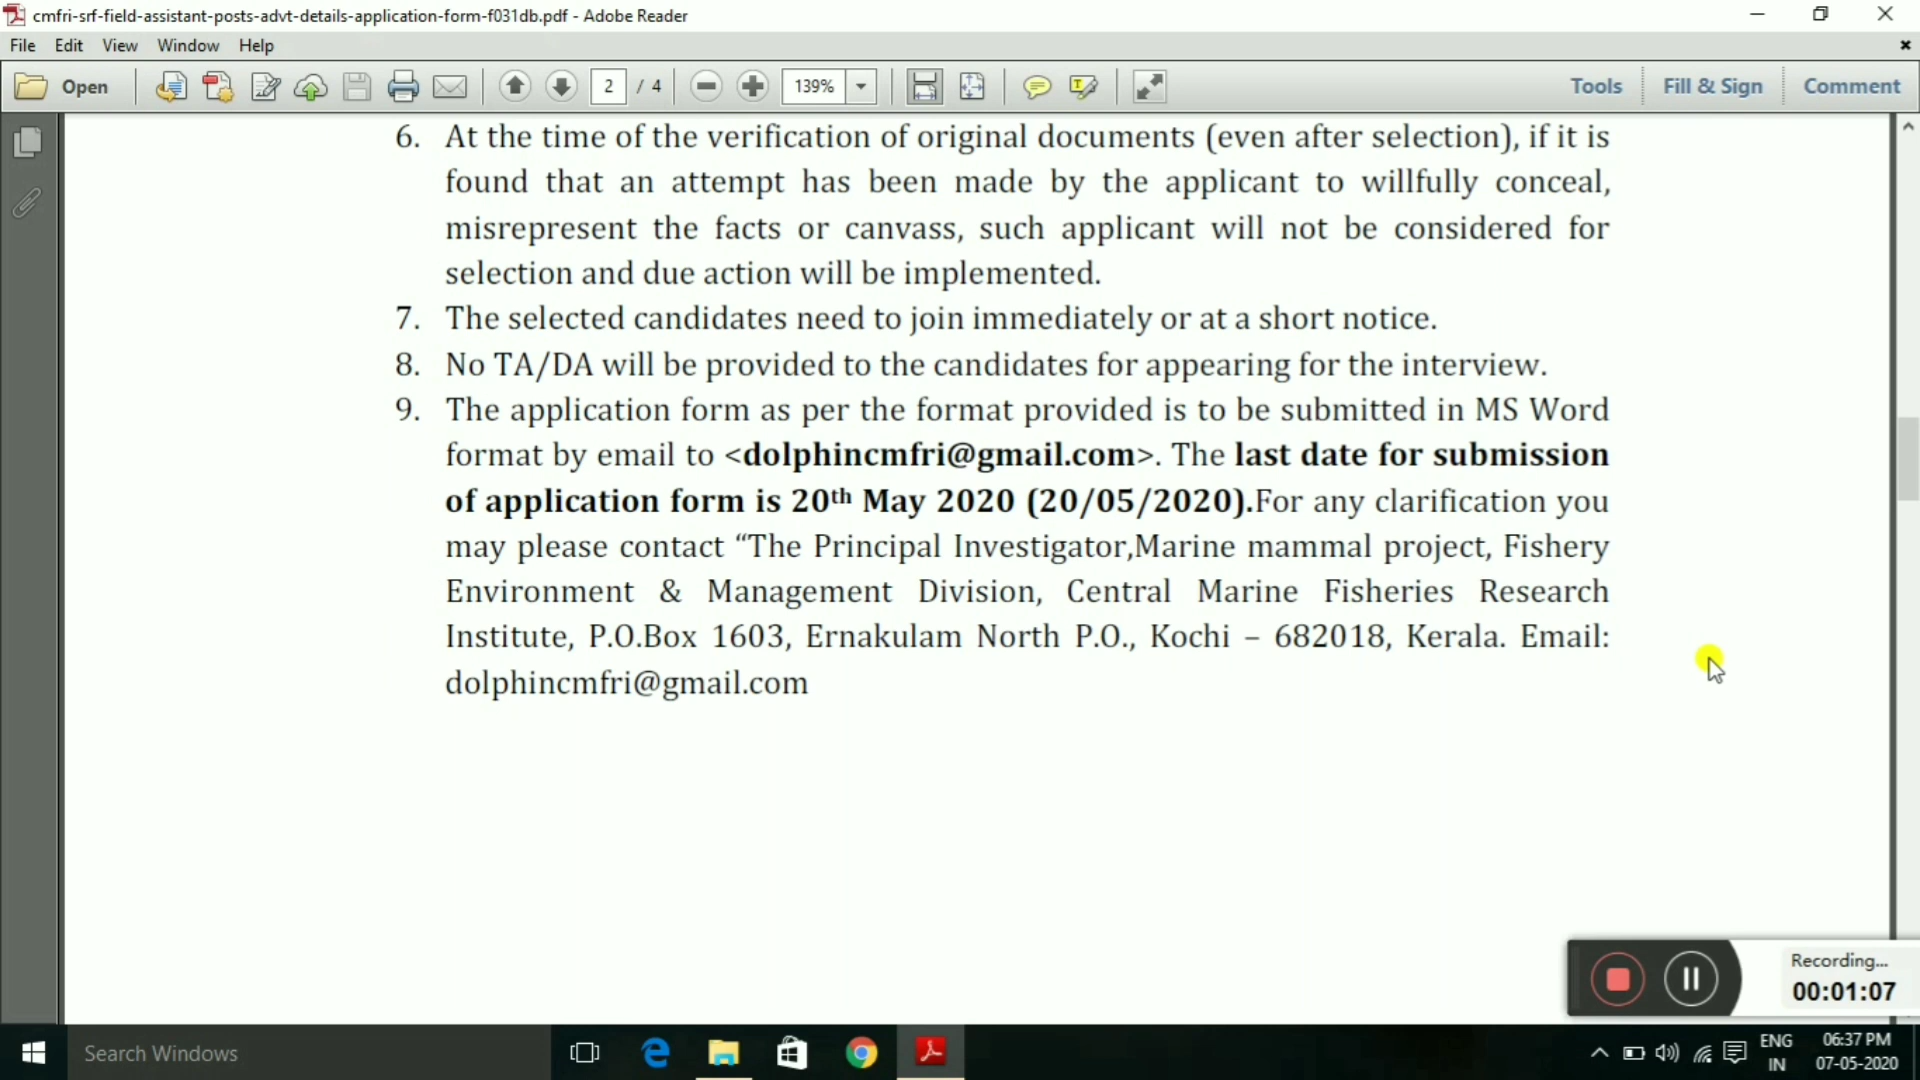 cmfri-srf-field-assistant-posts-advt-details-application-form-f031db.pdf - Adobe Reader
File Edit View Window Help
Open 2 / 4 139% Tools Fill & Sign Comment
6. At the time of the verification of original documents (even after selection), if it is
found that an attempt has been made by the applicant to willfully conceal,
misrepresent the facts or canvass, such applicant will not be considered for
selection and due action will be implemented.
7. The selected candidates need to join immediately or at a short notice.
8. No TA/DA will be provided to the candidates for appearing for the interview.
9. The application form as per the format provided is to be submitted in MS Word
format by email to <dolphincmfri@gmail.com>. The last date for submission
of application form is 20th May 2020 (20/05/2020).For any clarification you
may please contact “The Principal Investigator,Marine mammal project, Fishery
Environment & Management Division, Central Marine Fisheries Research
Institute, P.O.Box 1603, Ernakulam North P.O., Kochi – 682018, Kerala. Email:
dolphincmfri@gmail.com
Recording...
00:01:07
Search Windows
ENG
IN
06:37 PM
07-05-2020